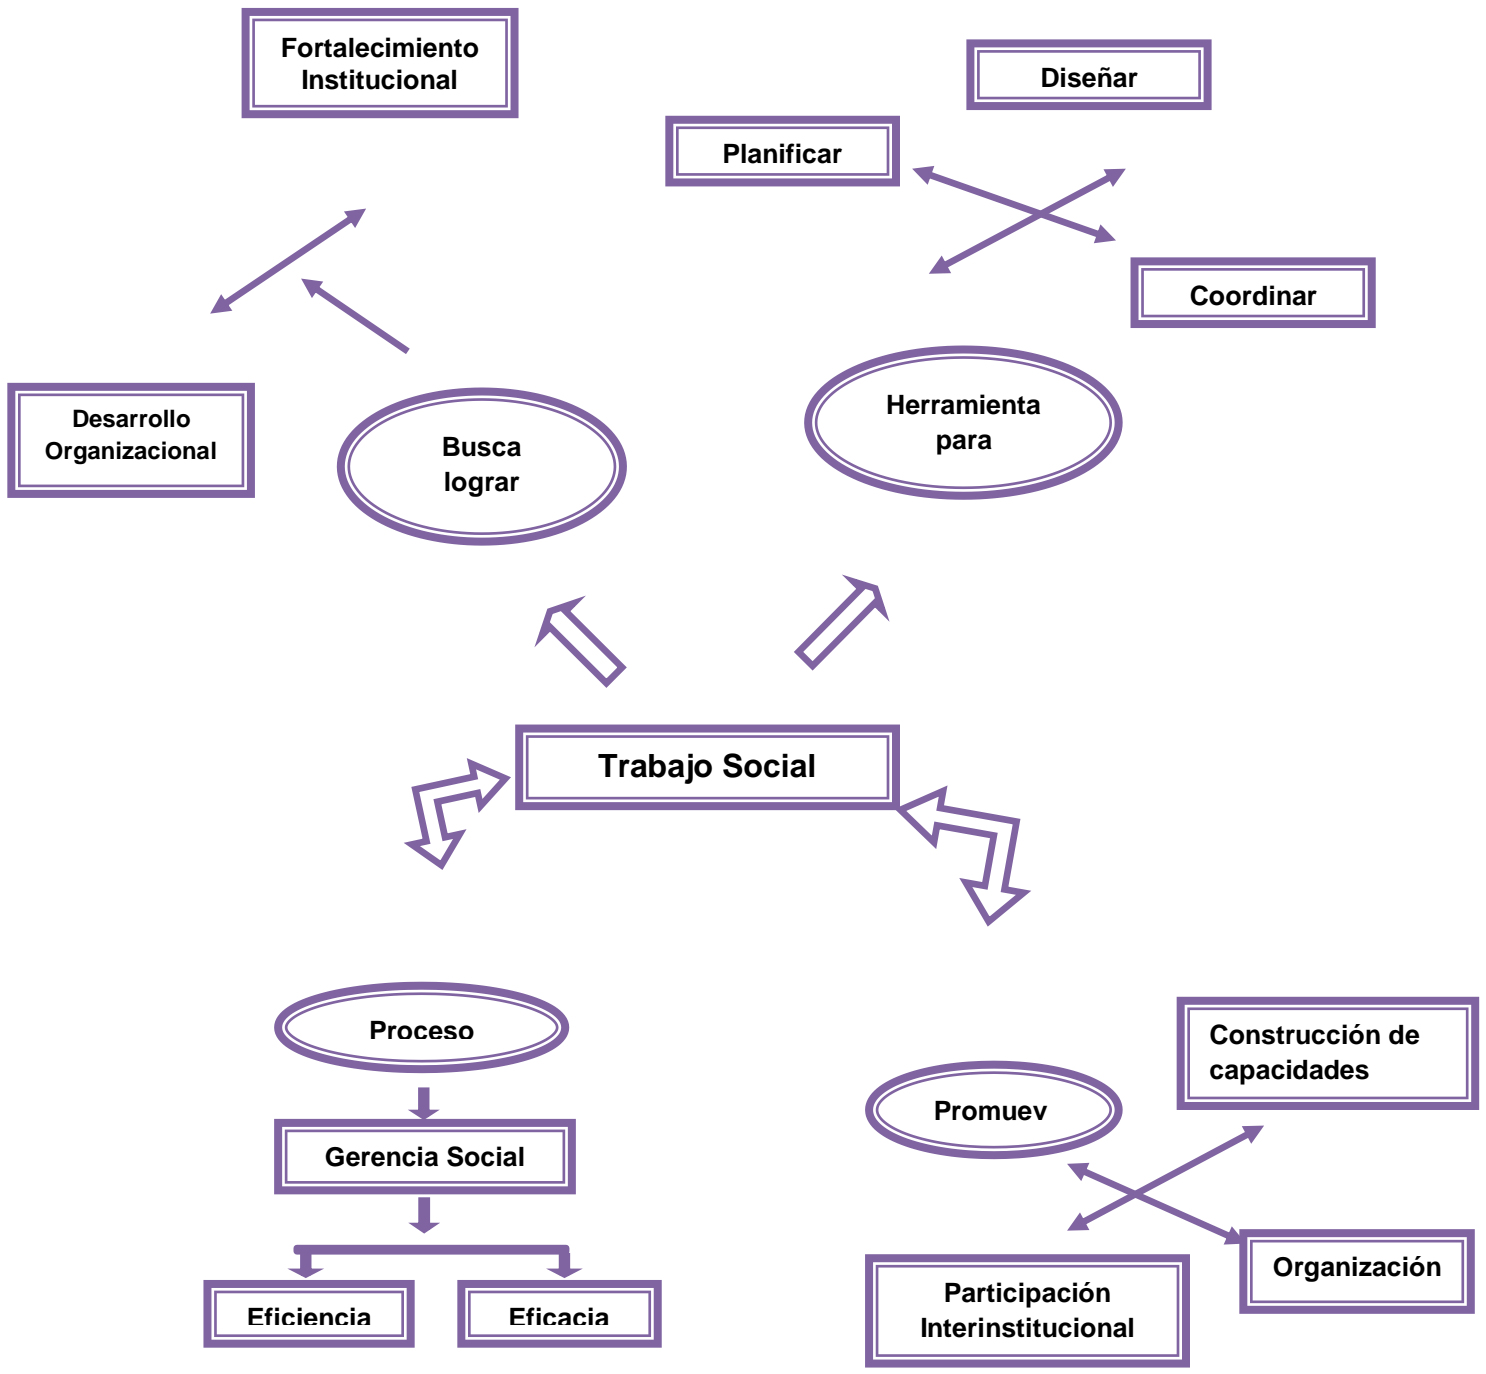 Fortalecimiento
Institucional
Diseñar
Planificar
Coordinar
Desarrollo
Organizacional
Busca
lograr
Herramienta
para
Trabajo Social
Proceso
Gerencia Social
Eficiencia
Eficacia
Promuev
Construcción de
capacidades
Organización
Participación
Interinstitucional